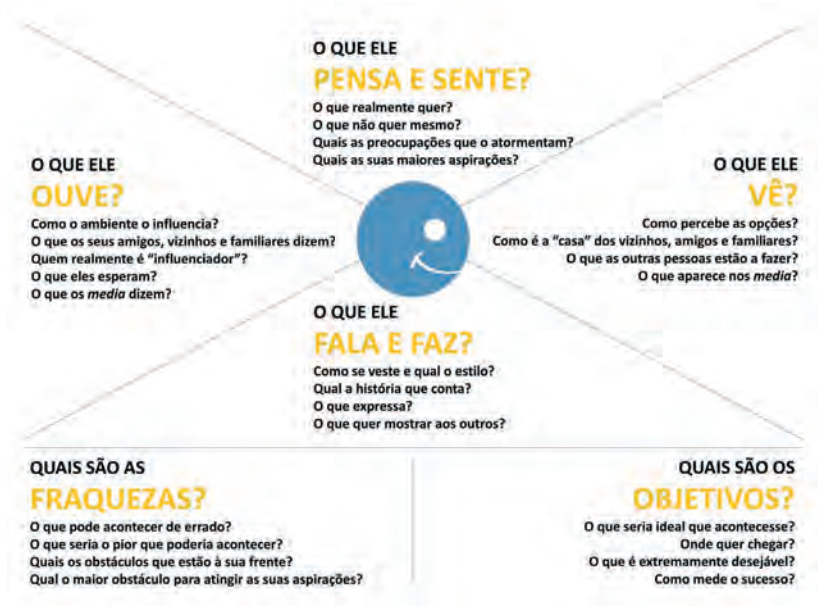 O QUE ELE
PENSA E SENTE?
O que realmente quer?
O que não quer mesmo?
Quais as preocupações que o atormentam?
Quais as suas maiores aspirações?
O QUE ELE
OUVE?
Como o ambiente o influencia?
O que os seus amigos, vizinhos e familiares dizem?
Quem realmente é “influenciador”?
O que eles esperam?
O que os media dizem?
O QUE ELE
VÊ?
Como percebe as opções?
Como é a “casa” dos vizinhos, amigos e familiares?
O que as outras pessoas estão a fazer?
O que aparece nos media?
O QUE ELE
FALA E FAZ?
Como se veste e qual o estilo?
Qual a história que conta?
O que expressa?
O que quer mostrar aos outros?
QUAIS SÃO AS
FRAQUEZAS?
O que pode acontecer de errado?
O que seria o pior que poderia acontecer?
Quais os obstáculos que estão à sua frente?
Qual o maior obstáculo para atingir as suas aspirações?
QUAIS SÃO OS
OBJETIVOS?
O que seria ideal que acontecesse?
Onde quer chegar?
O que é extremamente desejável?
Como mede o sucesso?